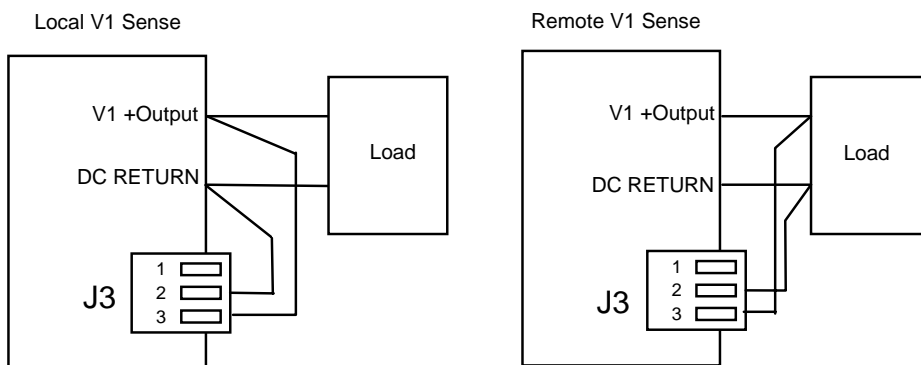 Local V1 Sense
V1 +Output
DC RETURN
Load
J3
1
2
3
Remote V1 Sense
V1 +Output
DC RETURN
Load
J3
1
2
3